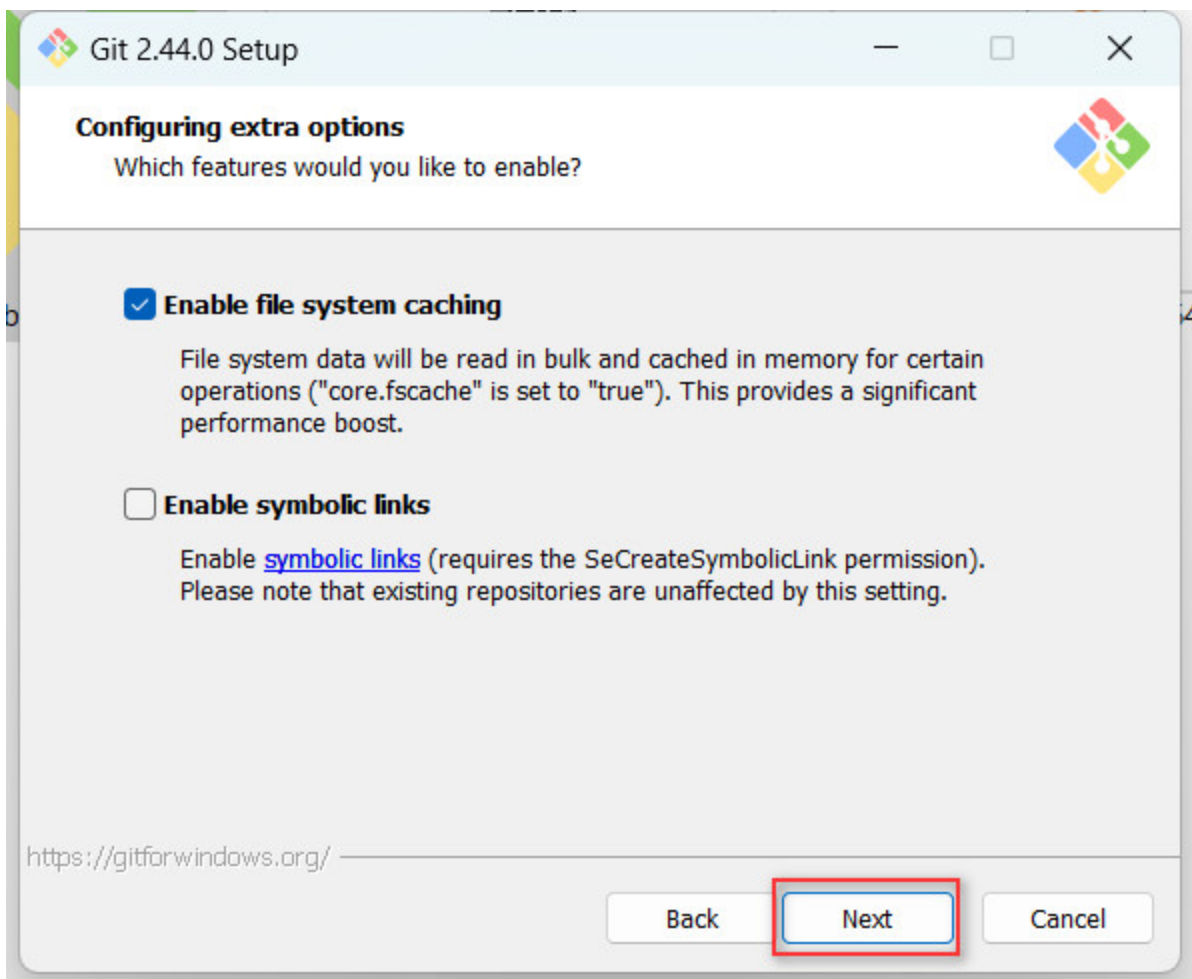 Git 2.44.0 Setup
Configuring extra options
Which features would you like to enable?
Enable file system caching
File system data will be read in bulk and cached in memory for certain
operations ("core.fscache" is set to "true"). This provides a significant
performance boost.
Enable symbolic links
Enable symbolic links (requires the SeCreateSymbolicLink permission).
Please note that existing repositories are unaffected by this setting.
https://gitforwindows.org/
Back Next Cancel